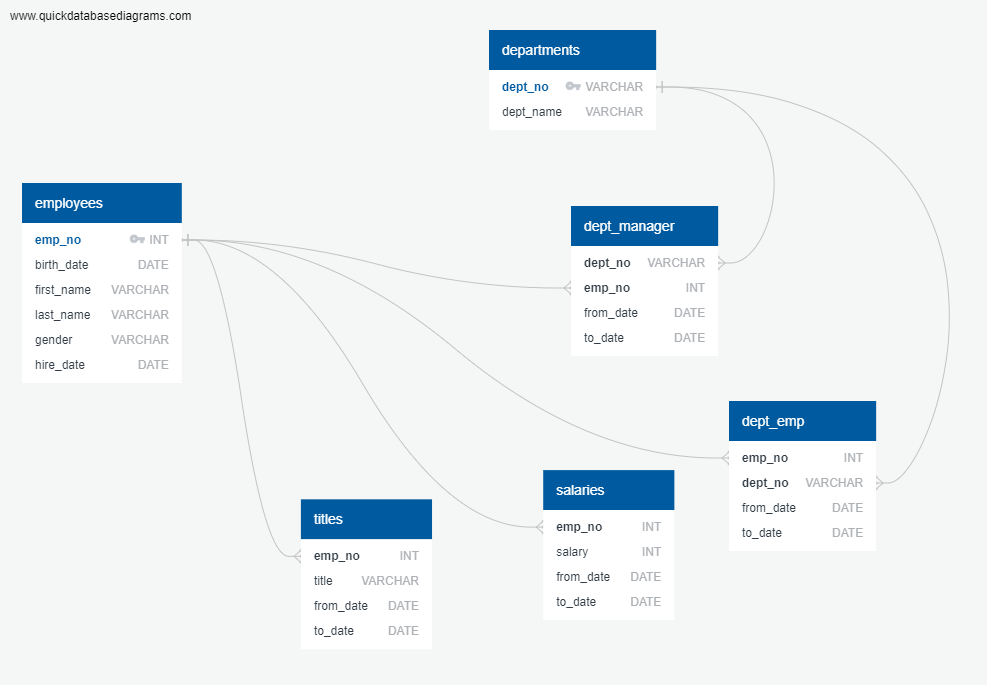 www.quickdatabasediagrams.com
departments
dept_no VARCHAR
dept_name VARCHAR
employees
emp_no INT
birth_date DATE
first_name VARCHAR
last_name VARCHAR
gender VARCHAR
hire_date DATE
dept_manager
dept_no VARCHAR
emp_no INT
from_date DATE
to_date DATE
dept_emp
emp_no INT
dept_no VARCHAR
from_date DATE
to_date DATE
salaries
emp_no INT
salary INT
from_date DATE
to_date DATE
titles
emp_no INT
title VARCHAR
from_date DATE
to_date DATE